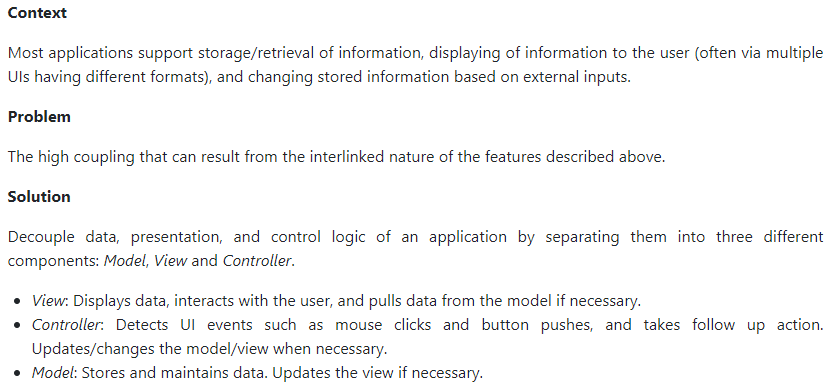 Context
Most applications support storage/retrieval of information, displaying of information to the user (often via multiple
UIs having different formats), and changing stored information based on external inputs.
Problem
The high coupling that can result from the interlinked nature of the features described above.
Solution
Decouple data, presentation, and control logic of an application by separating them into three different
components: Model, View and Controller.
• View: Displays data, interacts with the user, and pulls data from the model if necessary.
• Controller: Detects UI events such as mouse clicks and button pushes, and takes follow up action.
Updates/changes the model/view when necessary.
• Model: Stores and maintains data. Updates the view if necessary.